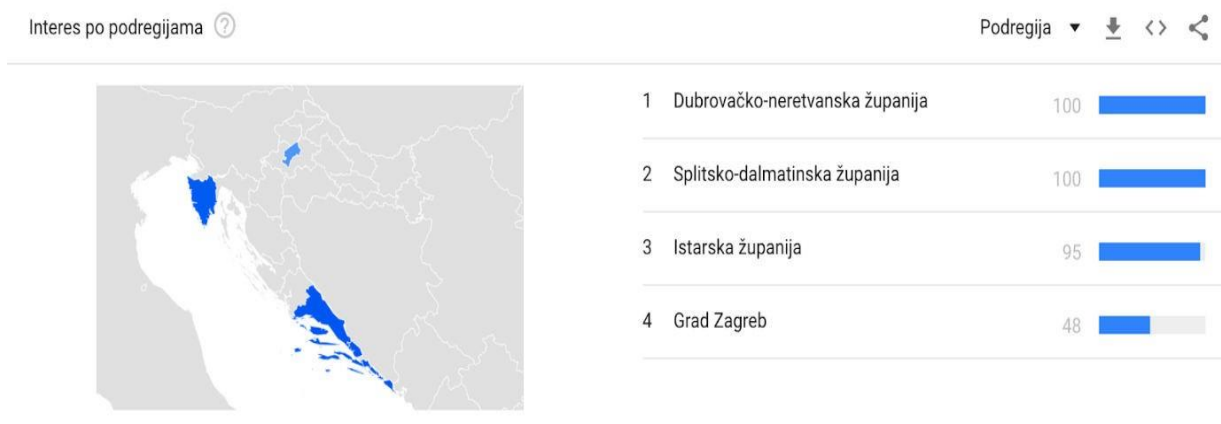 Interes po podregijama ?
Podregija
1 Dubrovačko-neretvanska županija 100
2 Splitsko-dalmatinska županija 100
3 Istarska županija 95
4 Grad Zagreb 48